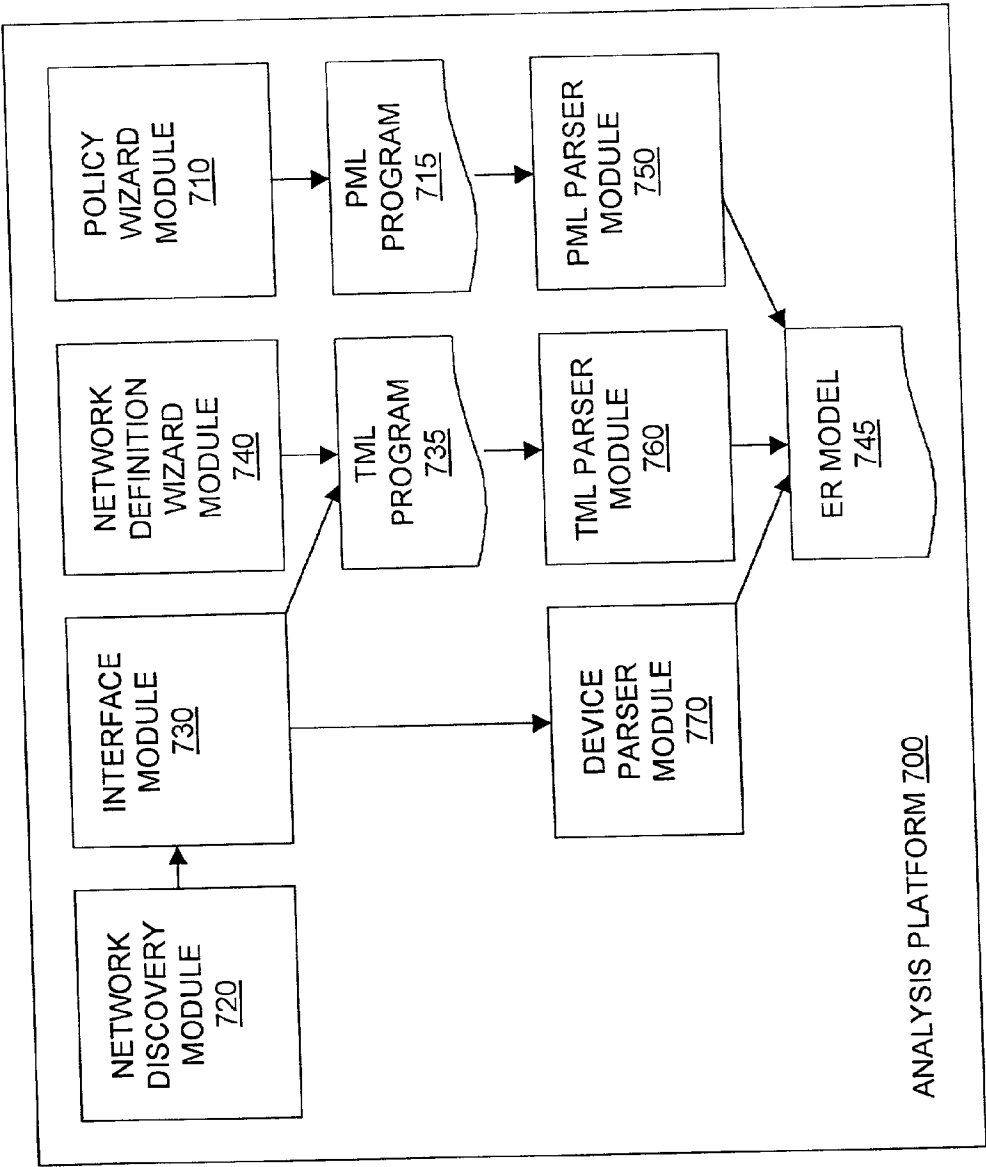 NETWORK
DISCOVERY
MODULE
720
INTERFACE
MODULE
730
NETWORK
DEFINITION
WIZARD
MODULE
740
POLICY
WIZARD
MODULE
710
TML
PROGRAM
735
PML
PROGRAM
715
DEVICE
PARSER
MODULE
770
TML PARSER
MODULE
760
PML PARSER
MODULE
750
ER MODEL
745
ANALYSIS PLATFORM 700